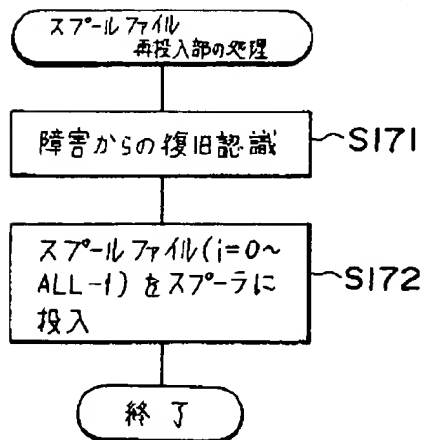 スプールファイル
再投入部の処理
障害からの復旧認識
S171
スプールファイル(i=0~
ALL-1)をスプーラに
投入
S172
終了